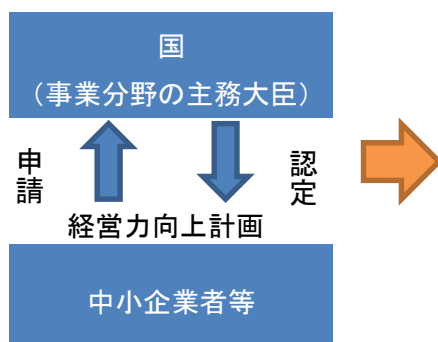 国
（事業分野の主務大臣）
申請
認定
経営力向上計画
中小企業者等